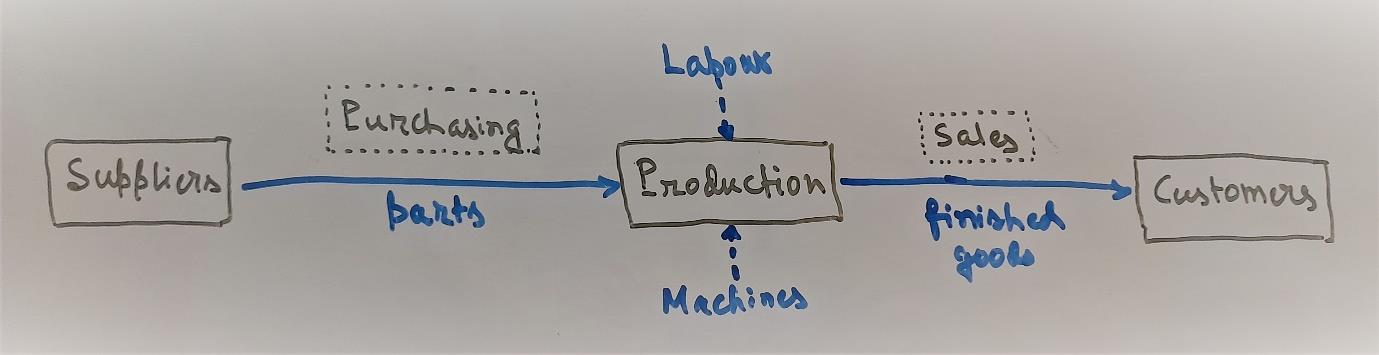 Labour
Purchasing
Sales
Suppliers
Production
Customers
parts
finished
goods
Machines